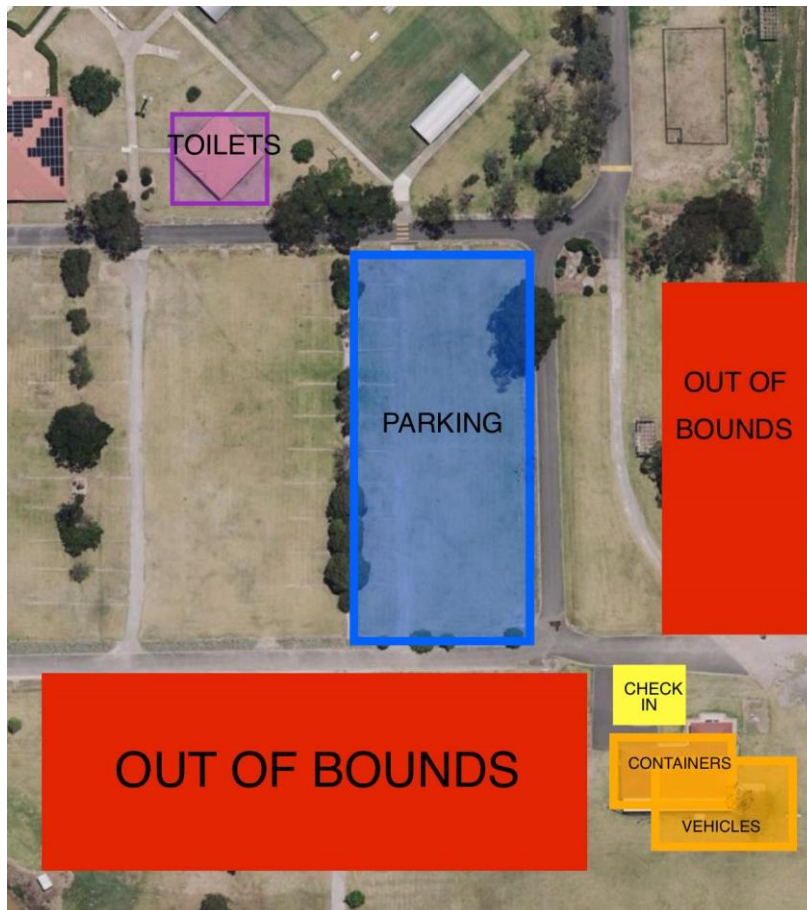 TOILETS
OUT OF
BOUNDS
PARKING
CHECK
IN
OUT OF BOUNDS
CONTAINERS
VEHICLES